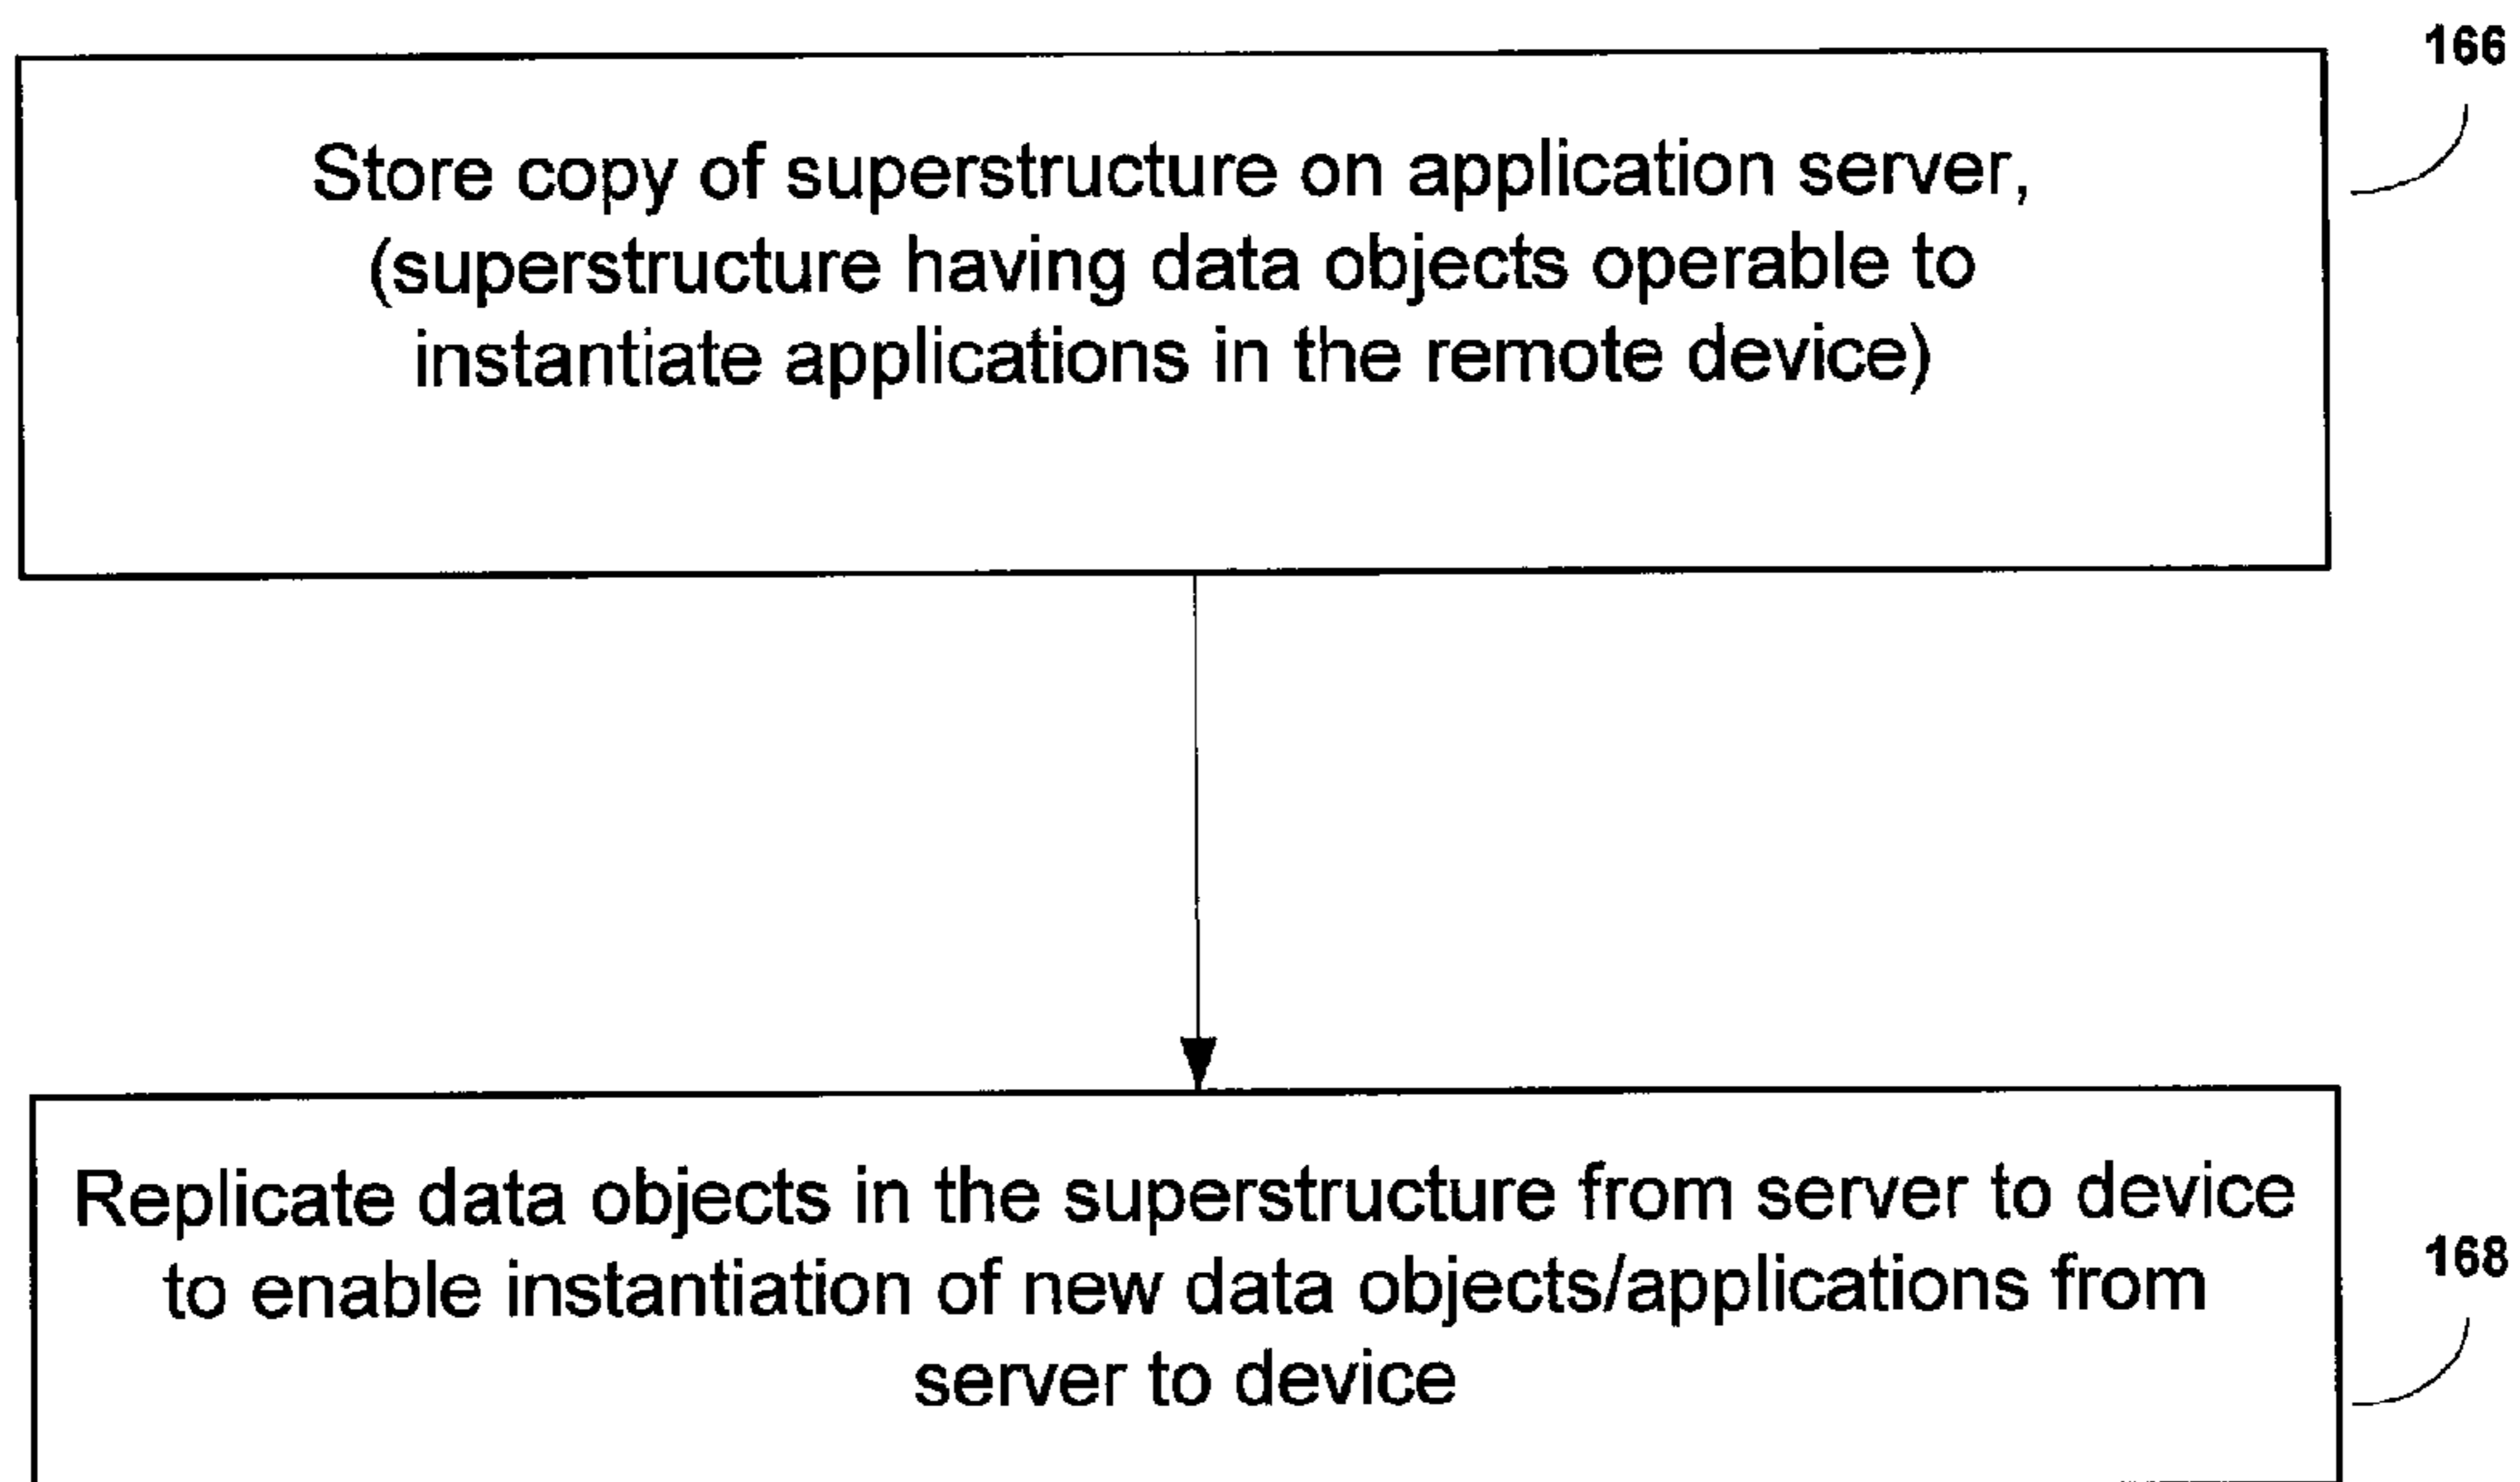 166
Store copy of superstructure on application server,
(superstructure having data objects operable to
instantiate applications in the remote device)
Replicate data objects in the superstructure from server to device
to enable instantiation of new data objects/applications from
server to device
168